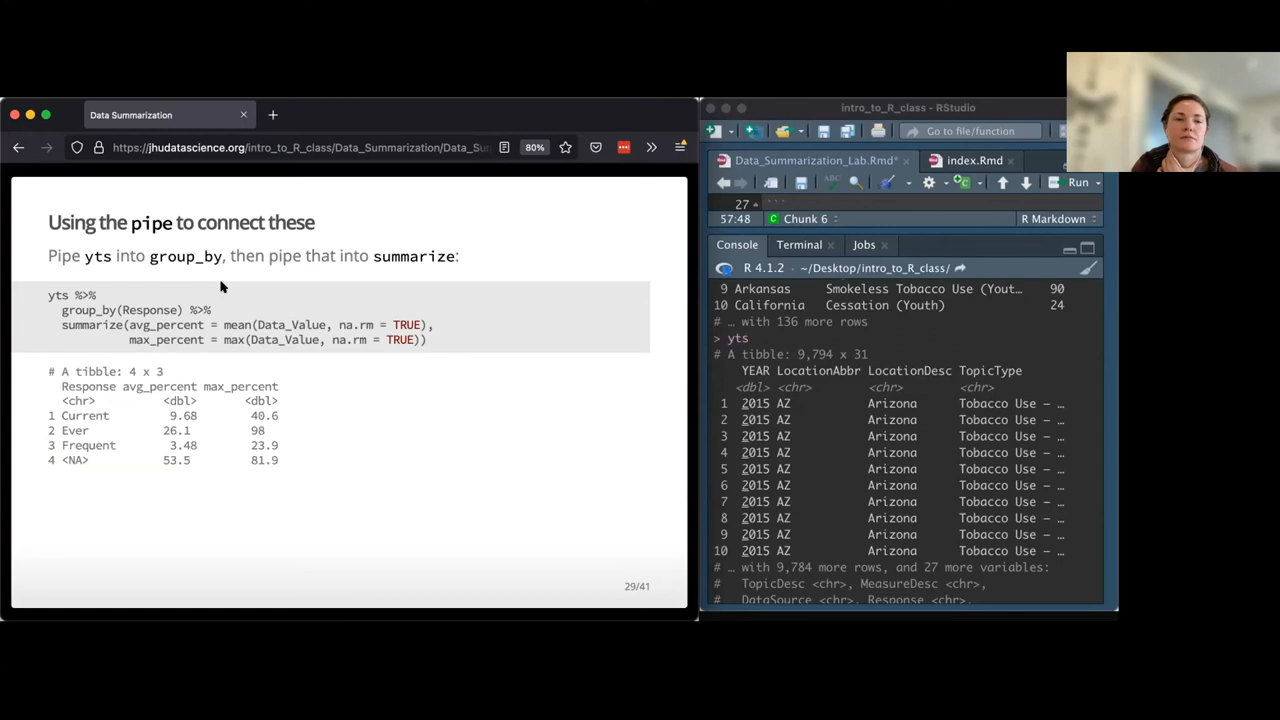 Data Summarization
https://jhudatascience.org/intro_to_R_class/Data_Summarization/Data_Su
80%
Using the pipe to connect these
Pipe yts into group_by, then pipe that into summarize:
yts %>%
group_by(Response) %>%
summarize(avg_percent = mean(Data_Value, na.rm = TRUE),
max_percent = max(Data_Value, na.rm = TRUE))
# A tibble: 4 x 3
Response avg_percent max_percent
<chr> <dbl> <dbl>
1 Current 9.68 40.6
2 Ever 26.1 98
3 Frequent 3.48 23.9
4 <NA> 53.5 81.9
29/41
intro_to_R_class - RStudio
Go to file/function
Data_Summarization_Lab.Rmd*
index.Rmd
ABC
Run
27 ```
57:48 C Chunk 6 R Markdown
Console Terminal Jobs
R 4.1.2 · ~/Desktop/intro_to_R_class/
9 Arkansas Smokeless Tobacco Use (Yout… 90
10 California Cessation (Youth) 24
# … with 136 more rows
> yts
# A tibble: 9,794 x 31
YEAR LocationAbbr LocationDesc TopicType
<dbl> <chr> <chr> <chr>
1 2015 AZ Arizona Tobacco Use – …
2 2015 AZ Arizona Tobacco Use – …
3 2015 AZ Arizona Tobacco Use – …
4 2015 AZ Arizona Tobacco Use – …
5 2015 AZ Arizona Tobacco Use – …
6 2015 AZ Arizona Tobacco Use – …
7 2015 AZ Arizona Tobacco Use – …
8 2015 AZ Arizona Tobacco Use – …
9 2015 AZ Arizona Tobacco Use – …
10 2015 AZ Arizona Tobacco Use – …
# … with 9,784 more rows, and 27 more variables:
# TopicDesc <chr>, MeasureDesc <chr>,
# DataSource <chr>, Response <chr>,